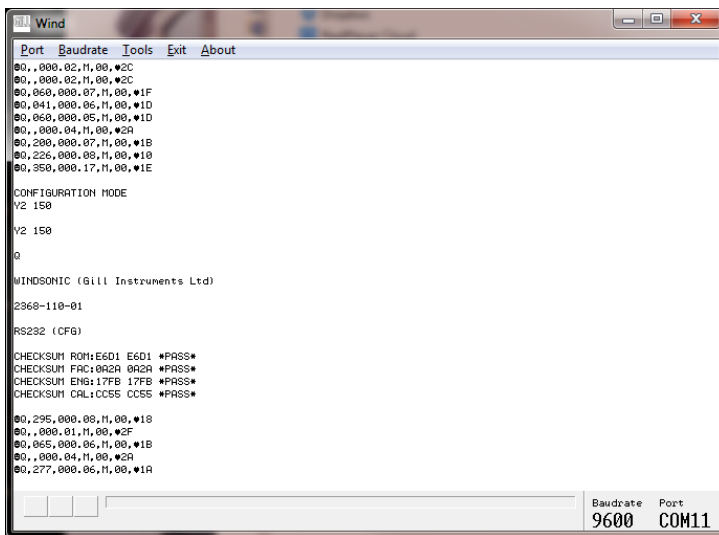 GILL Wind
Port Baudrate Tools Exit About
☻Q,,000.02,M,00,♥2C
☻Q,,000.02,M,00,♥2C
☻Q,060,000.07,M,00,♥1F
☻Q,041,000.06,M,00,♥1D
☻Q,060,000.05,M,00,♥1D
☻Q,,000.04,M,00,♥2A
☻Q,200,000.07,M,00,♥1B
☻Q,226,000.08,M,00,♥10
☻Q,350,000.17,M,00,♥1E
CONFIGURATION MODE
Y2 150
Y2 150
Q
WINDSONIC (Gill Instruments Ltd)
2368-110-01
RS232 (CFG)
CHECKSUM ROM:E6D1 E6D1 *PASS*
CHECKSUM FAC:0A2A 0A2A *PASS*
CHECKSUM ENG:17FB 17FB *PASS*
CHECKSUM CAL:CC55 CC55 *PASS*
☻Q,295,000.08,M,00,♥18
☻Q,,000.01,M,00,♥2F
☻Q,065,000.06,M,00,♥1B
☻Q,,000.04,M,00,♥2A
☻Q,277,000.06,M,00,♥1A
Baudrate Port
9600 COM11